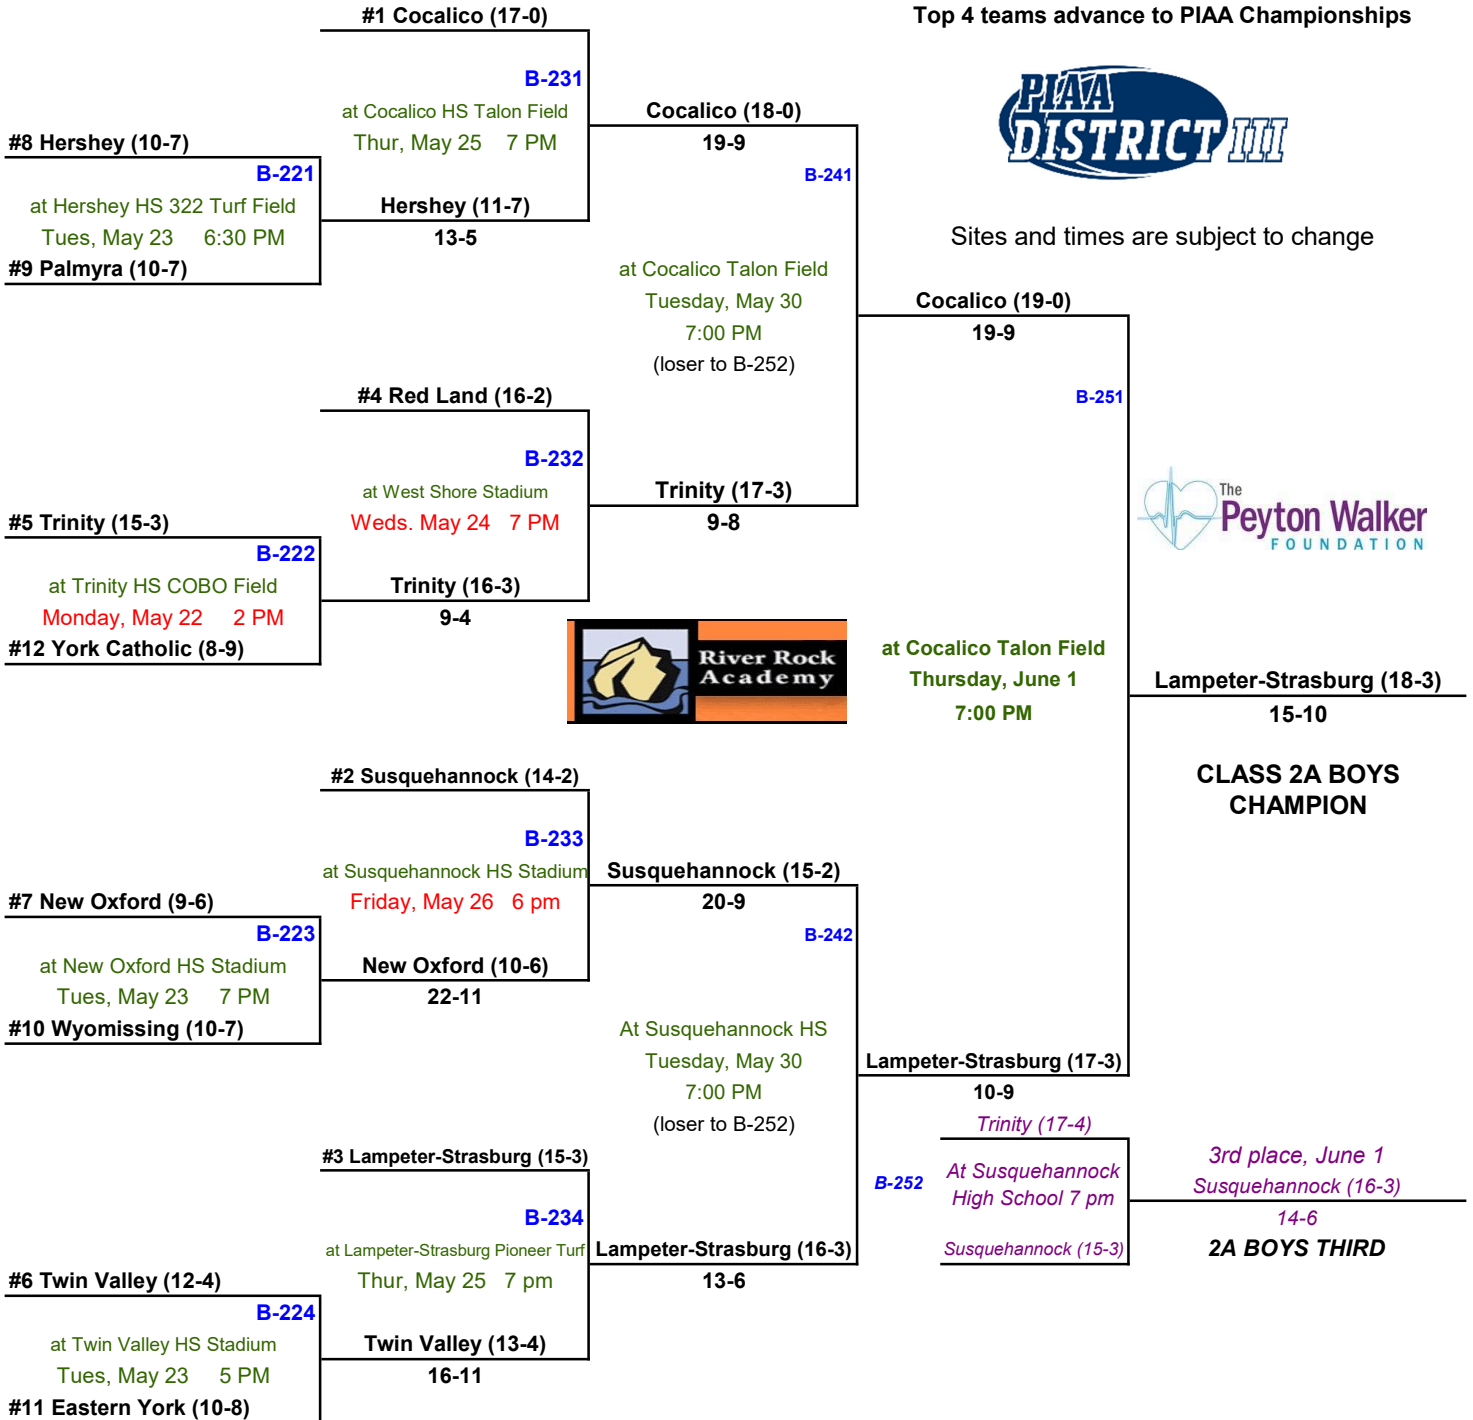 #1 Cocalico (17-0)
Top 4 teams advance to PIAA Championships
B-231
at Cocalico HS Talon Field
Thur, May 25 7 PM
Cocalico (18-0)
19-9
PIAA
DISTRICT III
#8 Hershey (10-7)
B-221
at Hershey HS 322 Turf Field
Tues, May 23 6:30 PM
#9 Palmyra (10-7)
Hershey (11-7)
13-5
B-241
Sites and times are subject to change
at Cocalico Talon Field
Tuesday, May 30
7:00 PM
(loser to B-252)
Cocalico (19-0)
19-9
#4 Red Land (16-2)
B-251
B-232
at West Shore Stadium
Weds. May 24 7 PM
Trinity (17-3)
9-8
The
Peyton Walker
FOUNDATION
#5 Trinity (15-3)
B-222
at Trinity HS COBO Field
Monday, May 22 2 PM
#12 York Catholic (8-9)
Trinity (16-3)
9-4
River Rock
Academy
at Cocalico Talon Field
Thursday, June 1
7:00 PM
Lampeter-Strasburg (18-3)
15-10
CLASS 2A BOYS
CHAMPION
#2 Susquehannock (14-2)
B-233
at Susquehannock HS Stadium
Friday, May 26 6 pm
Susquehannock (15-2)
20-9
#7 New Oxford (9-6)
B-223
at New Oxford HS Stadium
Tues, May 23 7 PM
#10 Wyomissing (10-7)
New Oxford (10-6)
22-11
B-242
At Susquehannock HS
Tuesday, May 30
7:00 PM
(loser to B-252)
Lampeter-Strasburg (17-3)
10-9
Trinity (17-4)
B-252
At Susquehannock
High School 7 pm
Susquehannock (15-3)
3rd place, June 1
Susquehannock (16-3)
14-6
2A BOYS THIRD
#3 Lampeter-Strasburg (15-3)
B-234
at Lampeter-Strasburg Pioneer Turf
Thur, May 25 7 pm
Lampeter-Strasburg (16-3)
13-6
#6 Twin Valley (12-4)
B-224
at Twin Valley HS Stadium
Tues, May 23 5 PM
#11 Eastern York (10-8)
Twin Valley (13-4)
16-11